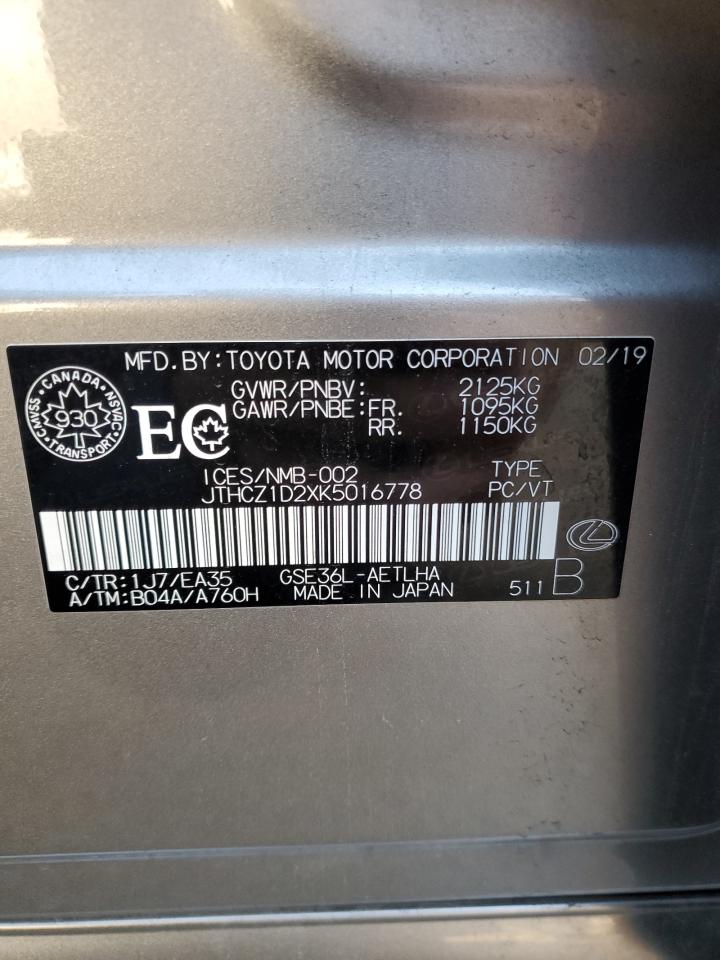 MFD.BY:TOYOTA MOTOR CORPORATION 02/19
CANADA
CMVSS 930 NSVAC
TRANSPORT
EC
GVWR/PNBV: 2125KG
GAWR/PNBE:FR. 1095KG
RR. 1150KG
ICES/NMB-002 TYPE
JTHCZ1D2XK5016778 PC/VT
C/TR:1J7/EA35 GSE36L-AETLHA
A/TM:B04A/A760H MADE IN JAPAN 511 B